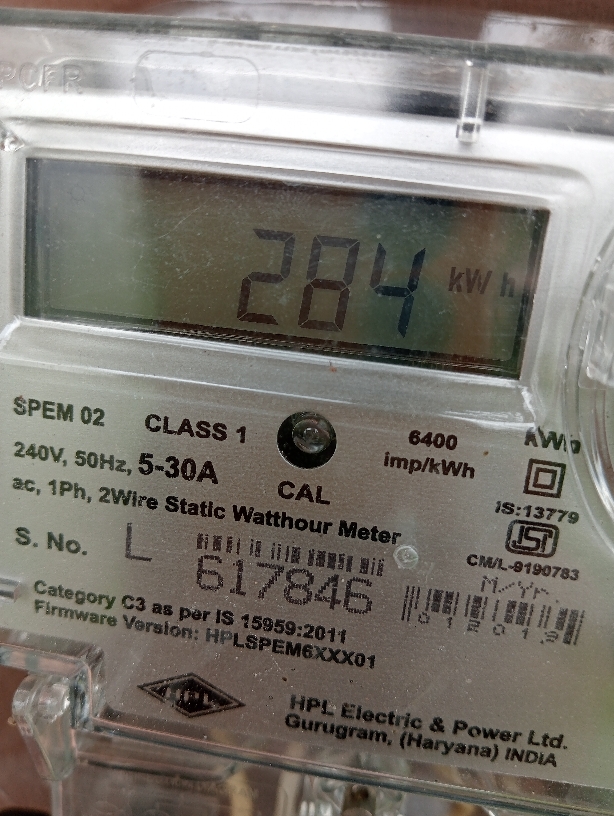 284 kWh
SPEM 02 CLASS 1 6400
240V, 50Hz, 5-30A imp/kWh
CAL
ac, 1Ph, 2Wire Static Watthour Meter
IS:13779
ISI
CM/L-9190783
S. No. L 617846
M/Yr.
Category C3 as per IS 15959:2011
Firmware Version: HPLSPEM6XXX01
HPL
HPL Electric & Power Ltd.
Gurugram, (Haryana) INDIA